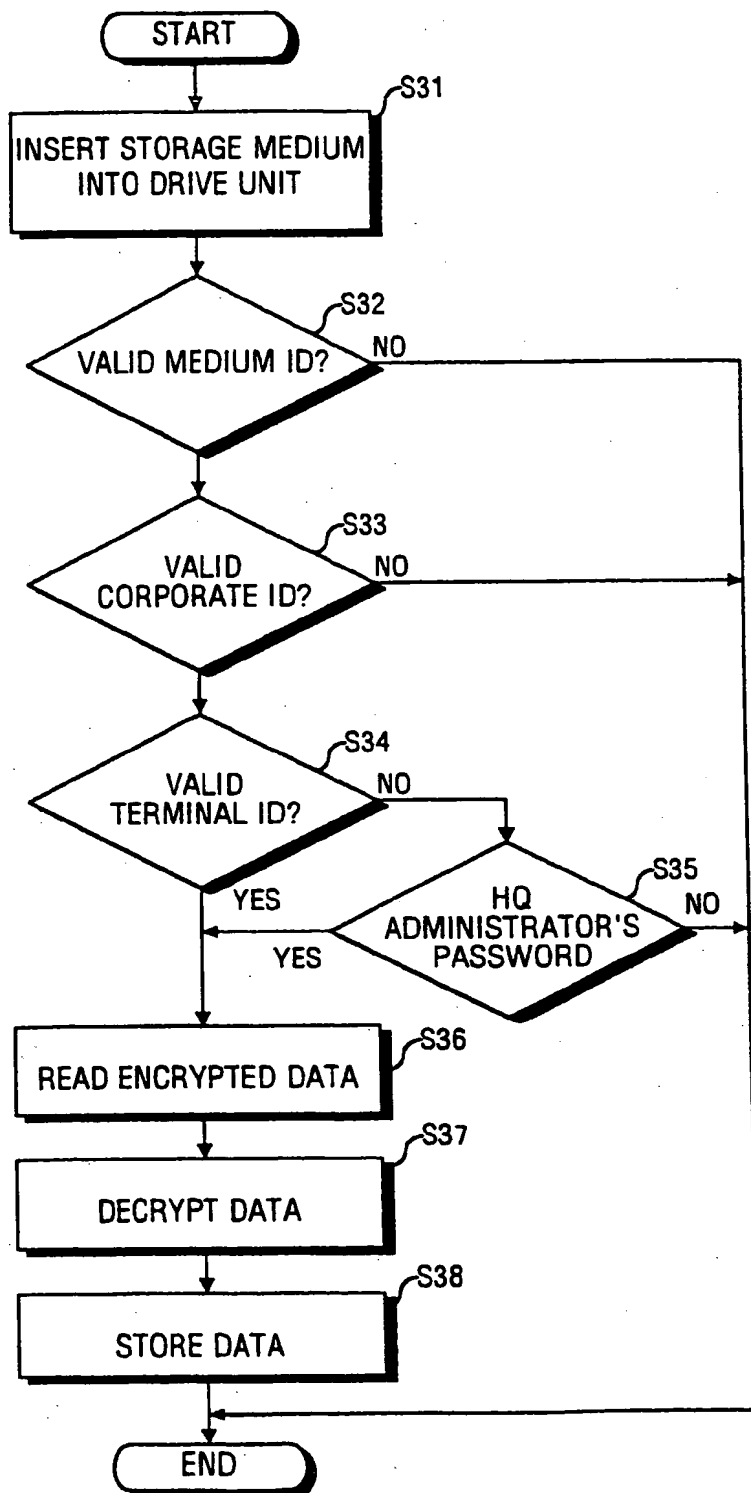 START
S31
INSERT STORAGE MEDIUM
INTO DRIVE UNIT
S32
VALID MEDIUM ID?
NO
S33
VALID
CORPORATE ID?
NO
S34
VALID
TERMINAL ID?
NO
YES
S35
HQ
ADMINISTRATOR'S
PASSWORD
NO
YES
S36
READ ENCRYPTED DATA
S37
DECRYPT DATA
S38
STORE DATA
END